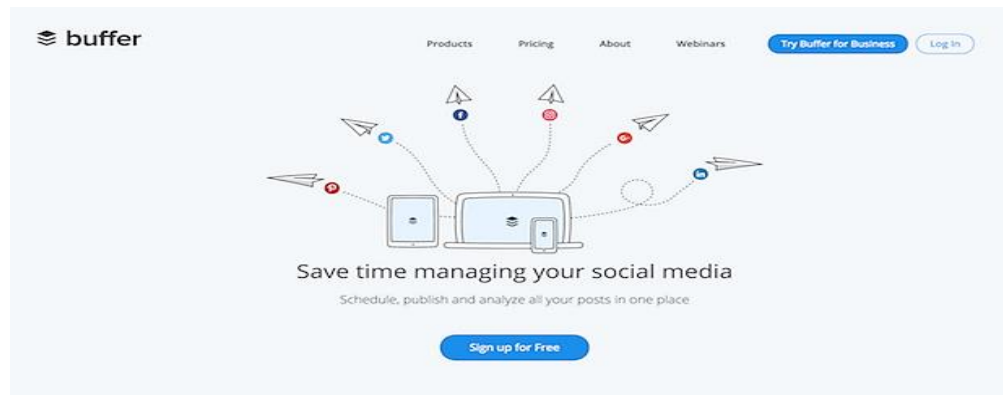 buffer
Products Pricing About Webinars Try Buffer for Business Log In
Save time managing your social media
Schedule, publish and analyze all your posts in one place
Sign up for Free